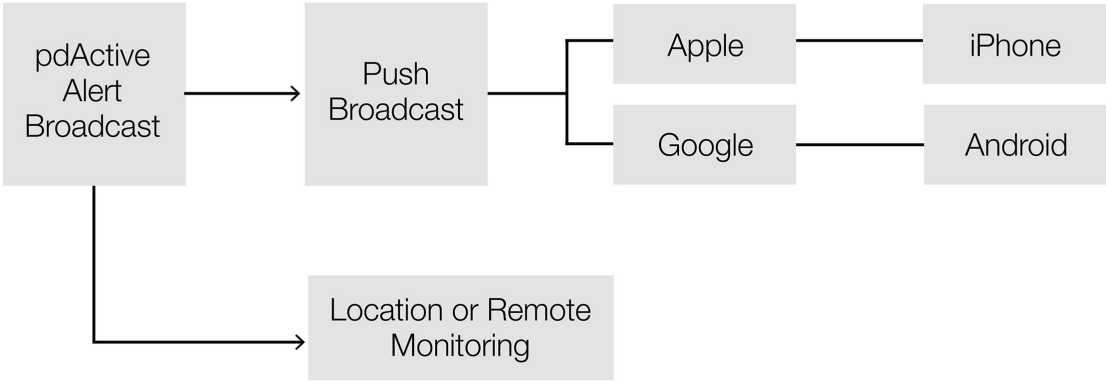 pdActive
Alert
Broadcast
Push
Broadcast
Apple
iPhone
Google
Android
Location or Remote
Monitoring